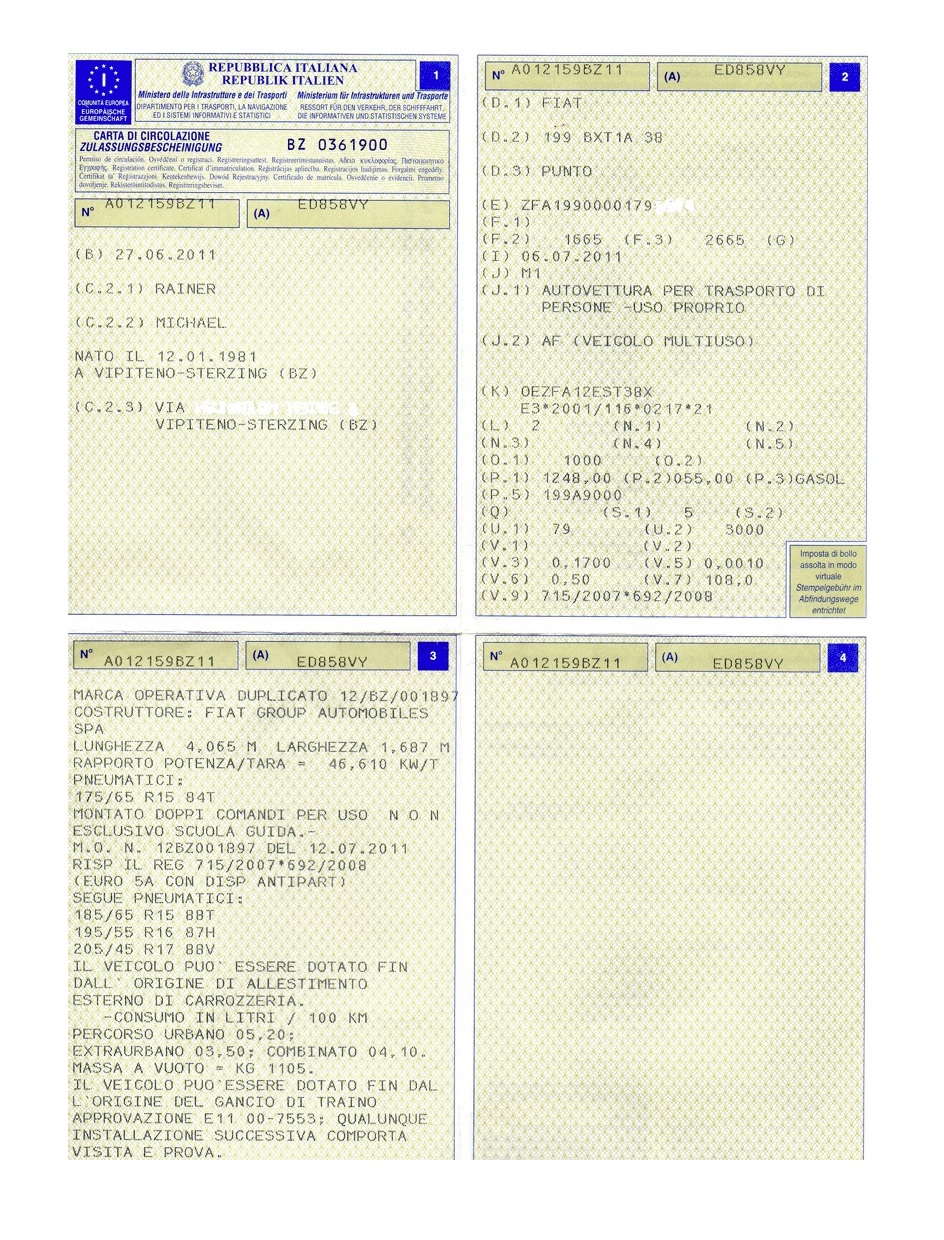 REPUBBLICA ITALIANA
REPUBLIK ITALIEN
1
COMUNITÀ EUROPEA
EUROPÄISCHE
GEMEINSCHAFT
I
Ministero delle Infrastrutture e dei Trasporti
DIPARTIMENTO PER I TRASPORTI, LA NAVIGAZIONE
ED I SISTEMI INFORMATIVI E STATISTICI
Ministerium für Infrastrukturen und Transporte
RESSORT FÜR DEN VERKEHR, DER SCHIFFFAHRT,
DIE INFORMATIVEN UND STATISTISCHEN SYSTEME
CARTA DI CIRCOLAZIONE
ZULASSUNGSBESCHEINIGUNG
BZ 0361900
Permiso de circulación. Osvědčení o registraci. Registreringsattest. Registreerimistunnistus. Αδεια κυκλοφορίας. Πιστοποιητικό
Εγγραφής. Registration certificate. Certificat d'immatriculation. Reģistrācijas apliecība. Registracijos liudijimas. Forgalmi engedély.
Ċertifikat ta' Reġistrazzjoni. Kentekenbewijs. Dowód Rejestracyjny. Certificado de matrícula. Osvedčenie o evidencii. Prometno
dovoljenje. Rekisteröintitodistus. Registreringsbeviset.
N° A012159BZ11 (A) ED858VY
(B) 27.06.2011
(C.2.1) RAINER
(C.2.2) MICHAEL
NATO IL 12.01.1981
A VIPITENO-STERZING (BZ)
(C.2.3) VIA
VIPITENO-STERZING (BZ)
N° A012159BZ11 (A) ED858VY 2
(D.1) FIAT
(D.2) 199 BXT1A 38
(D.3) PUNTO
(E) ZFA1990000179
(F.1)
(F.2) 1665 (F.3) 2665 (G)
(I) 06.07.2011
(J) M1
(J.1) AUTOVETTURA PER TRASPORTO DI
PERSONE -USO PROPRIO
(J.2) AF (VEICOLO MULTIUSO)
(K) OEZFA12EST38X
E3*2001/116*0217*21
(L) 2 (N.1) (N.2)
(N.3) (N.4) (N.5)
(O.1) 1000 (O.2)
(P.1) 1248,00 (P.2)055,00 (P.3)GASOL
(P.5) 199A9000
(Q) (S.1) 5 (S.2)
(U.1) 79 (U.2) 3000
(V.1) (V.2)
(V.3) 0,1700 (V.5) 0,0010
(V.6) 0,50 (V.7) 108,0
(V.9) 715/2007*692/2008
Imposta di bollo
assolta in modo
virtuale
Stempelgebühr im
Abfindungswege
entrichtet
N° A012159BZ11 (A) ED858VY 3
MARCA OPERATIVA DUPLICATO 12/BZ/001897
COSTRUTTORE: FIAT GROUP AUTOMOBILES
SPA
LUNGHEZZA 4,065 M LARGHEZZA 1,687 M
RAPPORTO POTENZA/TARA = 46,610 KW/T
PNEUMATICI:
175/65 R15 84T
MONTATO DOPPI COMANDI PER USO N O N
ESCLUSIVO SCUOLA GUIDA.-
M.O. N. 12BZ001897 DEL 12.07.2011
RISP IL REG 715/2007*692/2008
(EURO 5A CON DISP ANTIPART)
SEGUE PNEUMATICI:
185/65 R15 88T
195/55 R16 87H
205/45 R17 88V
IL VEICOLO PUO` ESSERE DOTATO FIN
DALL` ORIGINE DI ALLESTIMENTO
ESTERNO DI CARROZZERIA.
-CONSUMO IN LITRI / 100 KM
PERCORSO URBANO 05,20;
EXTRAURBANO 03,50; COMBINATO 04,10.
MASSA A VUOTO = KG 1105.
IL VEICOLO PUO`ESSERE DOTATO FIN DAL
L`ORIGINE DEL GANCIO DI TRAINO
APPROVAZIONE E11 00-7553; QUALUNQUE
INSTALLAZIONE SUCCESSIVA COMPORTA
VISITA E PROVA.
N° A012159BZ11 (A) ED858VY 4